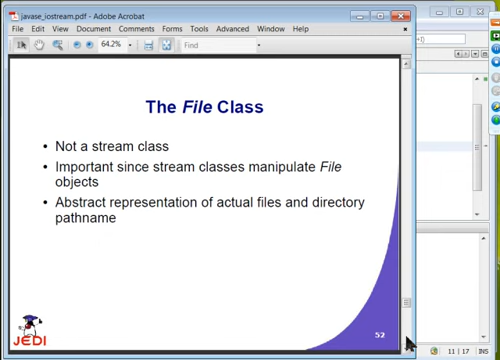 javase_iostream.pdf - Adobe Acrobat
File Edit View Document Comments Forms Tools Advanced Window Help
64.2% Find
The File Class
• Not a stream class
• Important since stream classes manipulate File
objects
• Abstract representation of actual files and directory
pathname
JEDI
52
11 | 17 INS